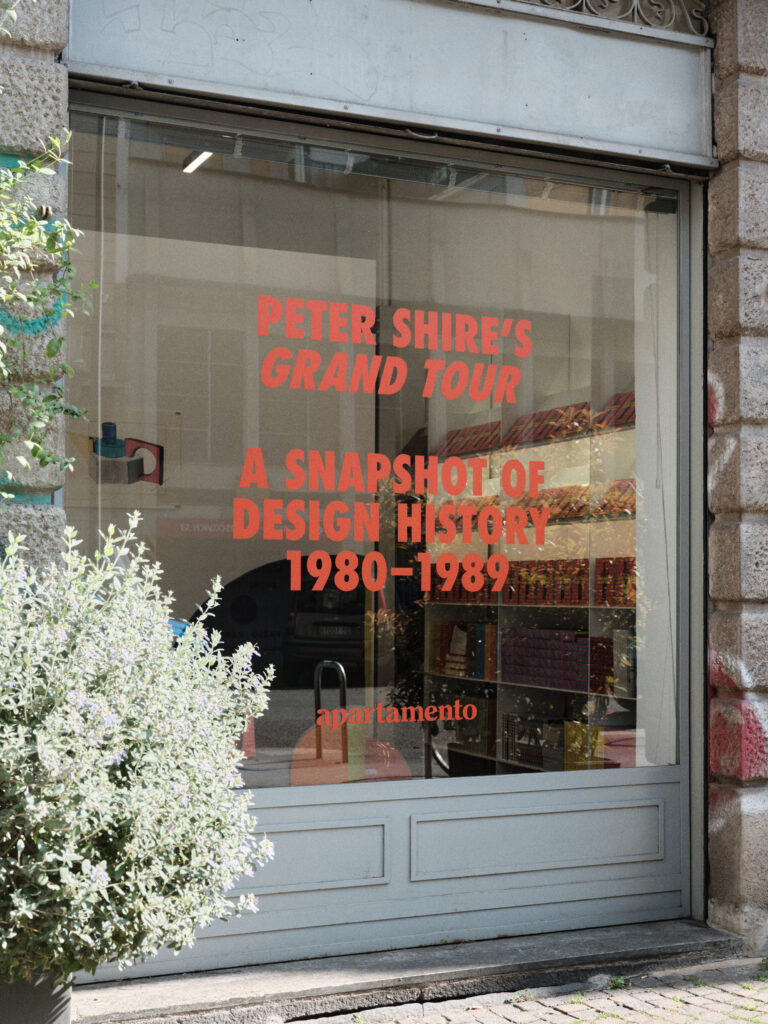 PETER SHIRE'S
GRAND TOUR
A SNAPSHOT OF
DESIGN HISTORY
1980–1989
apartamento